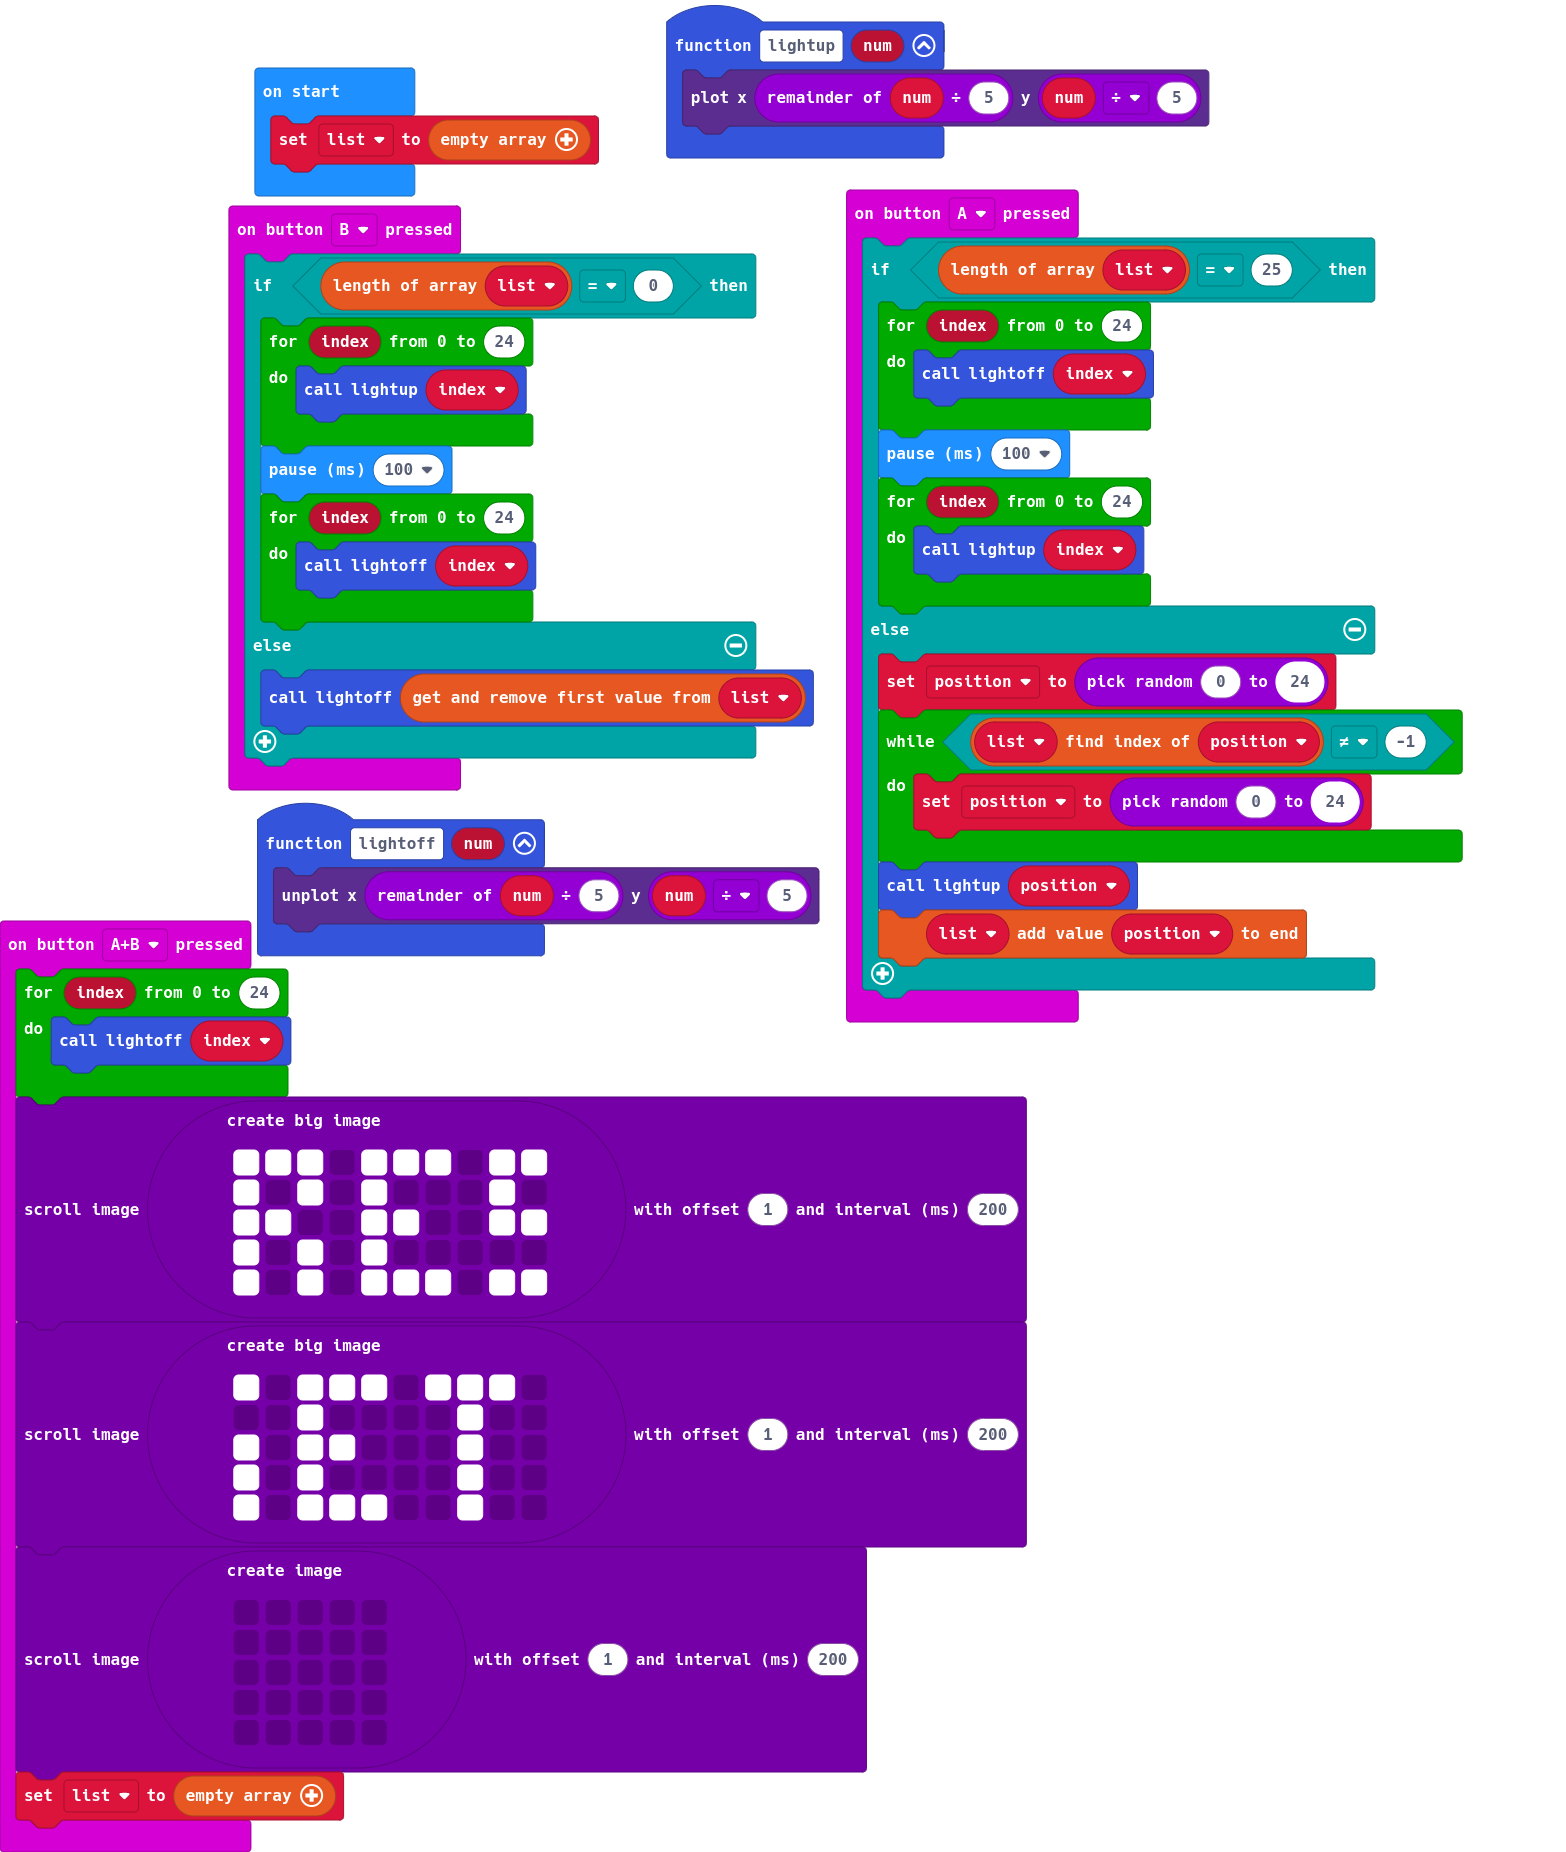 function lightup num
plot x remainder of num ÷ 5 y num ÷ 5
on start
set list to empty array
on button B pressed
if length of array list = 0 then
for index from 0 to 24
do call lightup index
pause (ms) 100
for index from 0 to 24
do call lightoff index
else
call lightoff get and remove first value from list
on button A pressed
if length of array list = 25 then
for index from 0 to 24
do call lightoff index
pause (ms) 100
for index from 0 to 24
do call lightup index
else
set position to pick random 0 to 24
while list find index of position ≠ -1
do set position to pick random 0 to 24
call lightup position
list add value position to end
function lightoff num
unplot x remainder of num ÷ 5 y num ÷ 5
on button A+B pressed
for index from 0 to 24
do call lightoff index
create big image
scroll image with offset 1 and interval (ms) 200
create big image
scroll image with offset 1 and interval (ms) 200
create image
scroll image with offset 1 and interval (ms) 200
set list to empty array